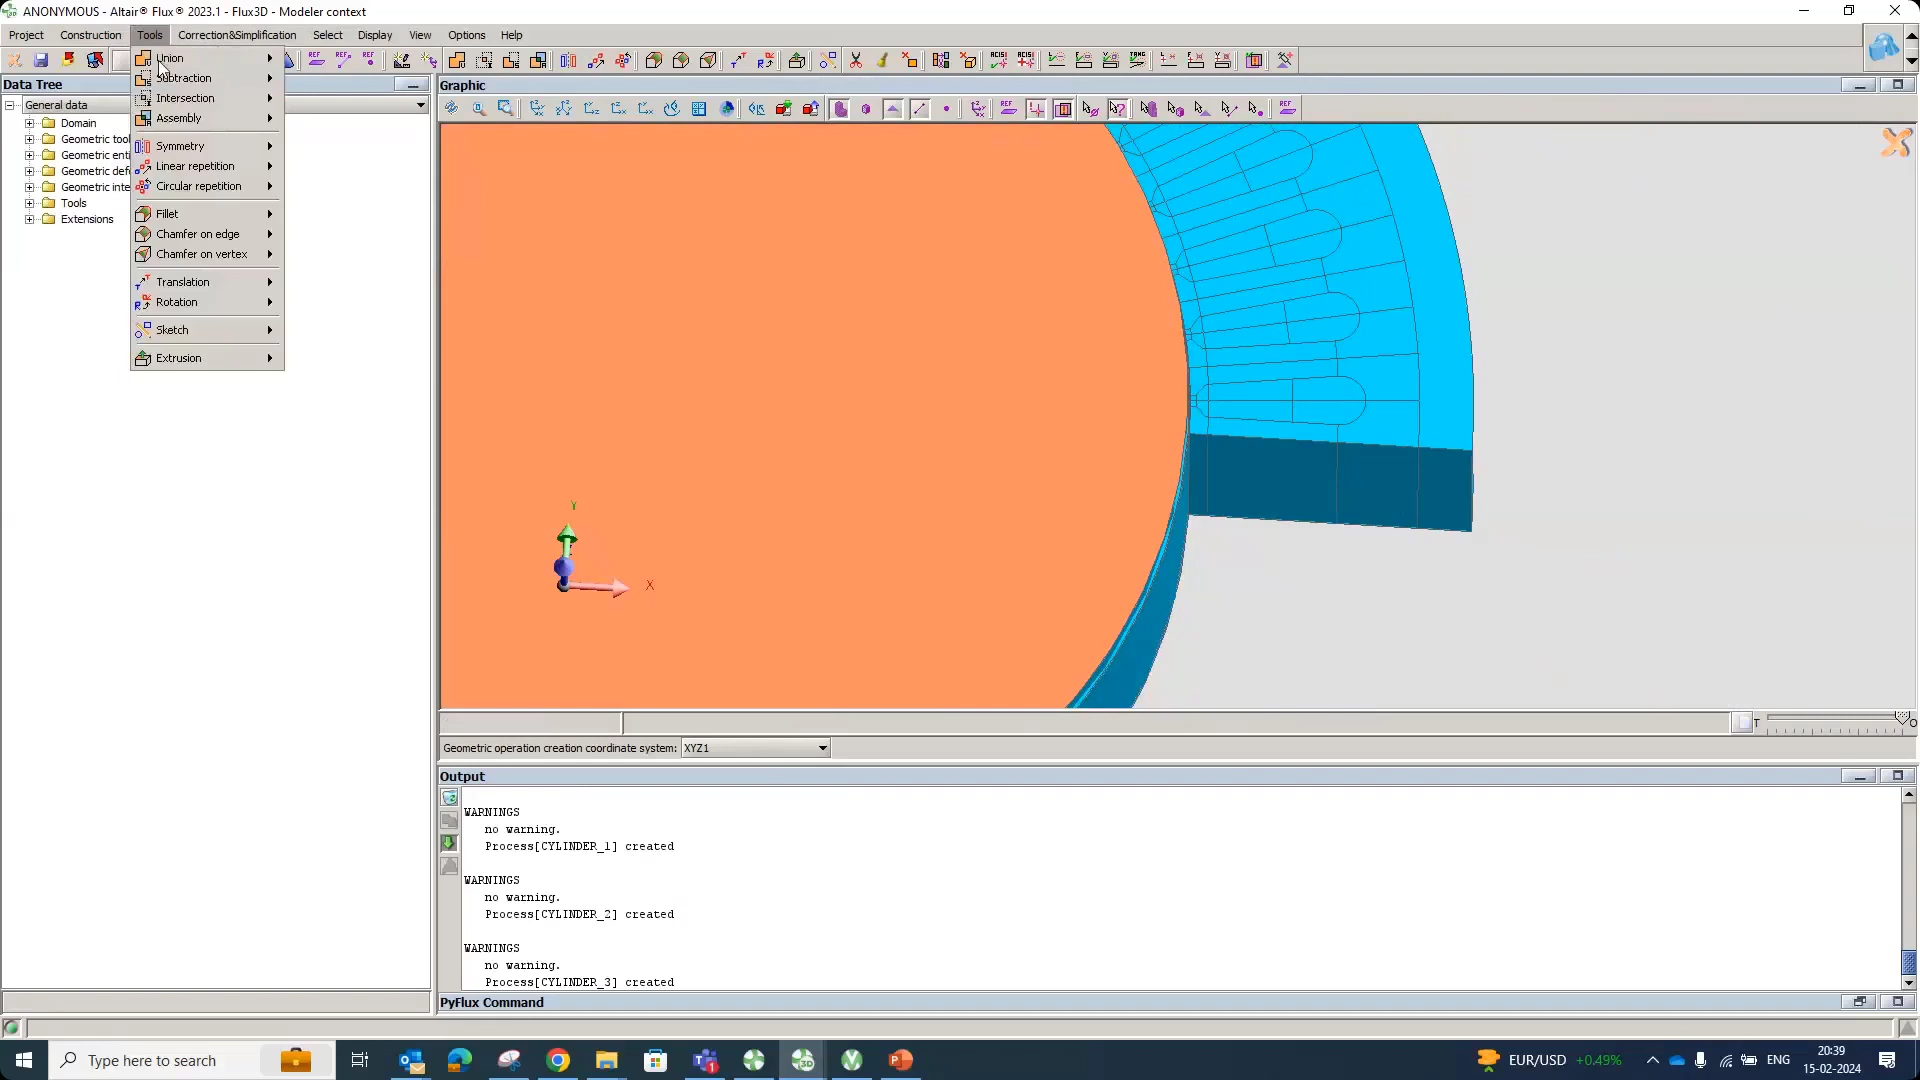 ANONYMOUS - Altair® Flux® 2023.1 - Flux3D - Modeler context
Project Construction Tools Correction&Simplification Select Display View Options Help
Data Tree
General data
Domain
Geometric tool
Geometric enti
Geometric def
Geometric inte
Tools
Extensions
Union
Subtraction
Intersection
Assembly
Symmetry
Linear repetition
Circular repetition
Fillet
Chamfer on edge
Chamfer on vertex
Translation
Rotation
Sketch
Extrusion
Graphic
Y
X
T
O
Geometric operation creation coordinate system: XYZ1
Output
WARNINGS
no warning.
Process[CYLINDER_1] created
WARNINGS
no warning.
Process[CYLINDER_2] created
WARNINGS
no warning.
Process[CYLINDER_3] created
PyFlux Command
Type here to search
EUR/USD +0.49%
ENG
20:39
15-02-2024